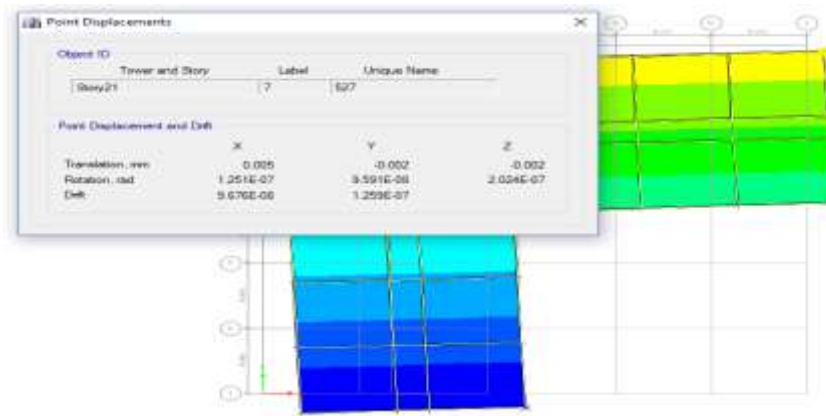 Point Displacements
Object ID
Tower and Story Label Unique Name
Story21 7 527
Point Displacement and Drift
X Y Z
Translation, mm 0.005 -0.002 -0.002
Rotation, rad 1.251E-07 9.591E-08 2.024E-07
Drift 9.676E-08 1.259E-07